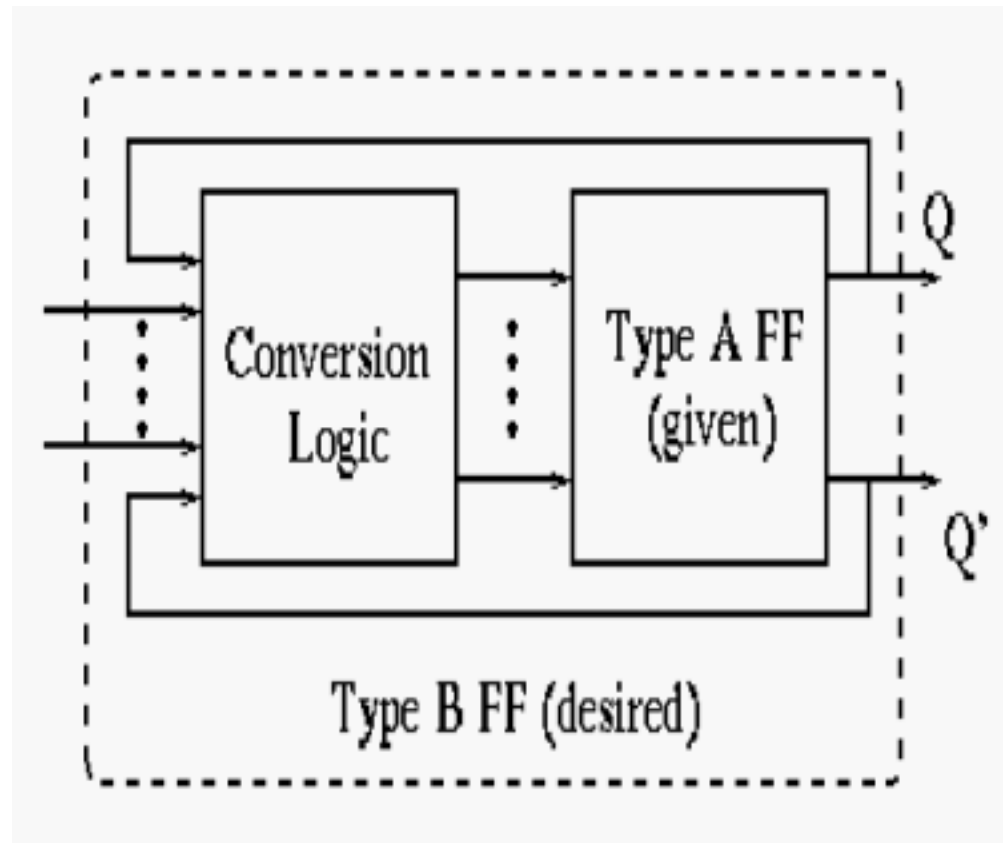 Q
Conversion
Logic
Type A FF
(given)
Q'
Type B FF (desired)